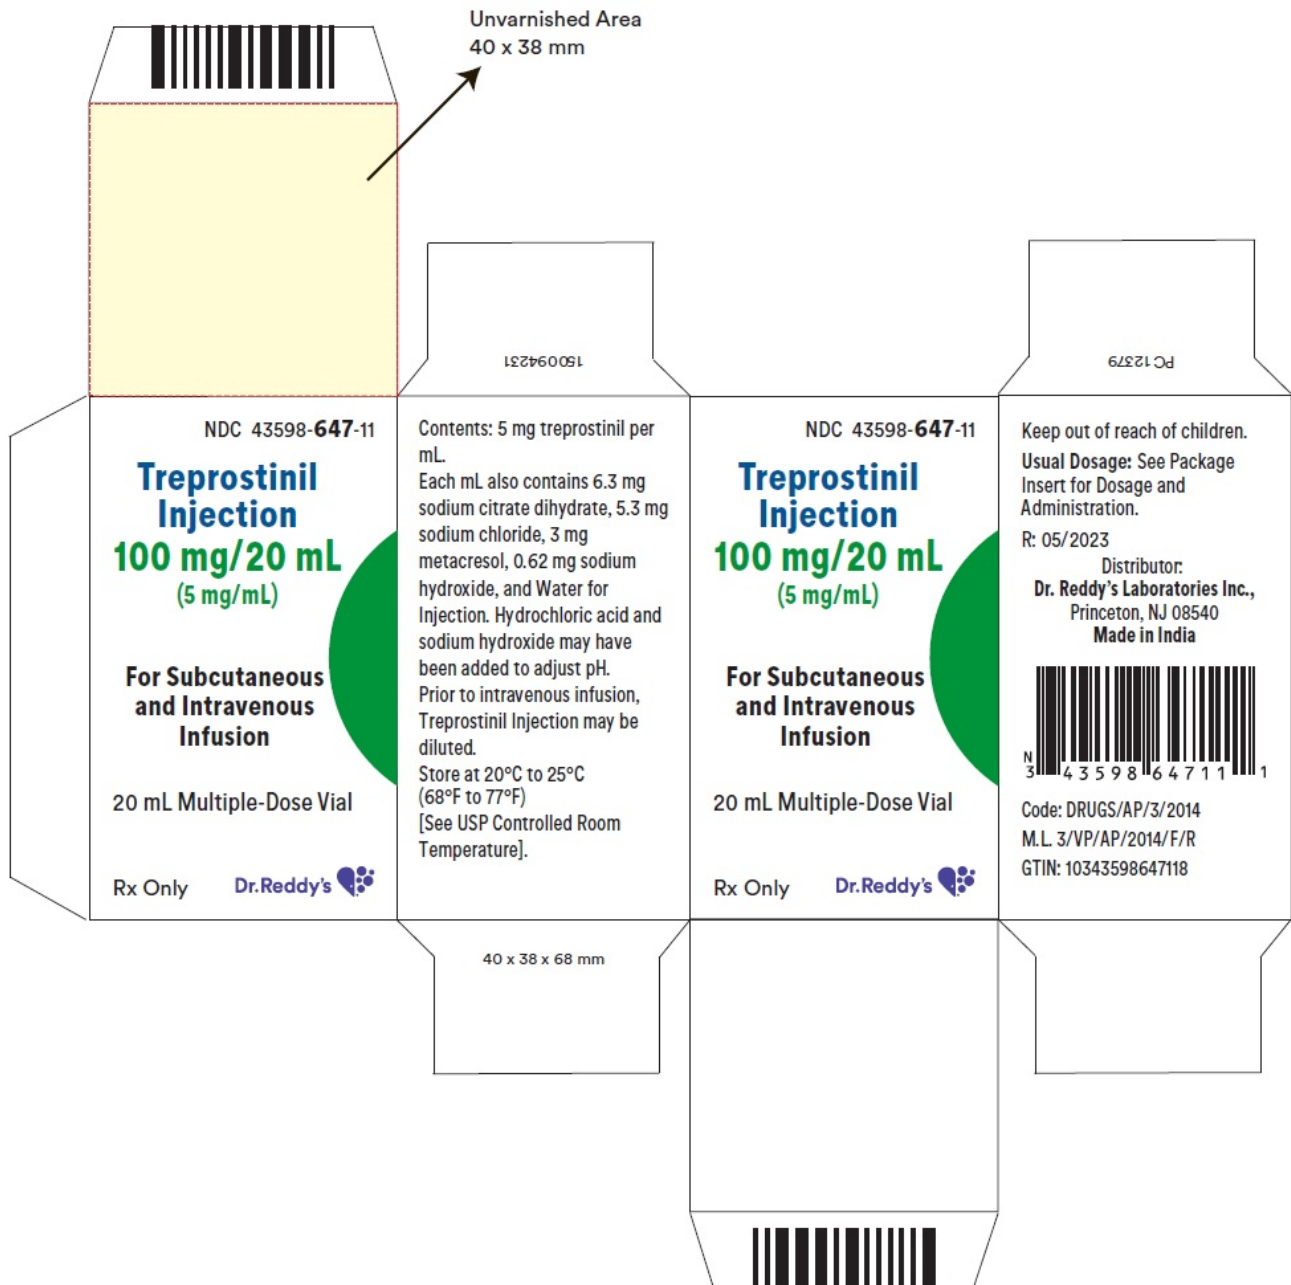 Unvarnished Area
40 x 38 mm
150094231
PC 12379
NDC 43598-647-11
Treprostinil
Injection
100 mg/20 mL
(5 mg/mL)
For Subcutaneous
and Intravenous
Infusion
20 mL Multiple-Dose Vial
Rx Only
Dr.Reddy's
Contents: 5 mg treprostinil per
mL.
Each mL also contains 6.3 mg
sodium citrate dihydrate, 5.3 mg
sodium chloride, 3 mg
metacresol, 0.62 mg sodium
hydroxide, and Water for
Injection. Hydrochloric acid and
sodium hydroxide may have
been added to adjust pH.
Prior to intravenous infusion,
Treprostinil Injection may be
diluted.
Store at 20°C to 25°C
(68°F to 77°F)
[See USP Controlled Room
Temperature].
NDC 43598-647-11
Treprostinil
Injection
100 mg/20 mL
(5 mg/mL)
For Subcutaneous
and Intravenous
Infusion
20 mL Multiple-Dose Vial
Rx Only
Dr.Reddy's
Keep out of reach of children.
Usual Dosage: See Package
Insert for Dosage and
Administration.
R: 05/2023
Distributor:
Dr. Reddy's Laboratories Inc.,
Princeton, NJ 08540
Made in India
N
3 43598 64711 1
Code: DRUGS/AP/3/2014
M.L. 3/VP/AP/2014/F/R
GTIN: 10343598647118
40 x 38 x 68 mm